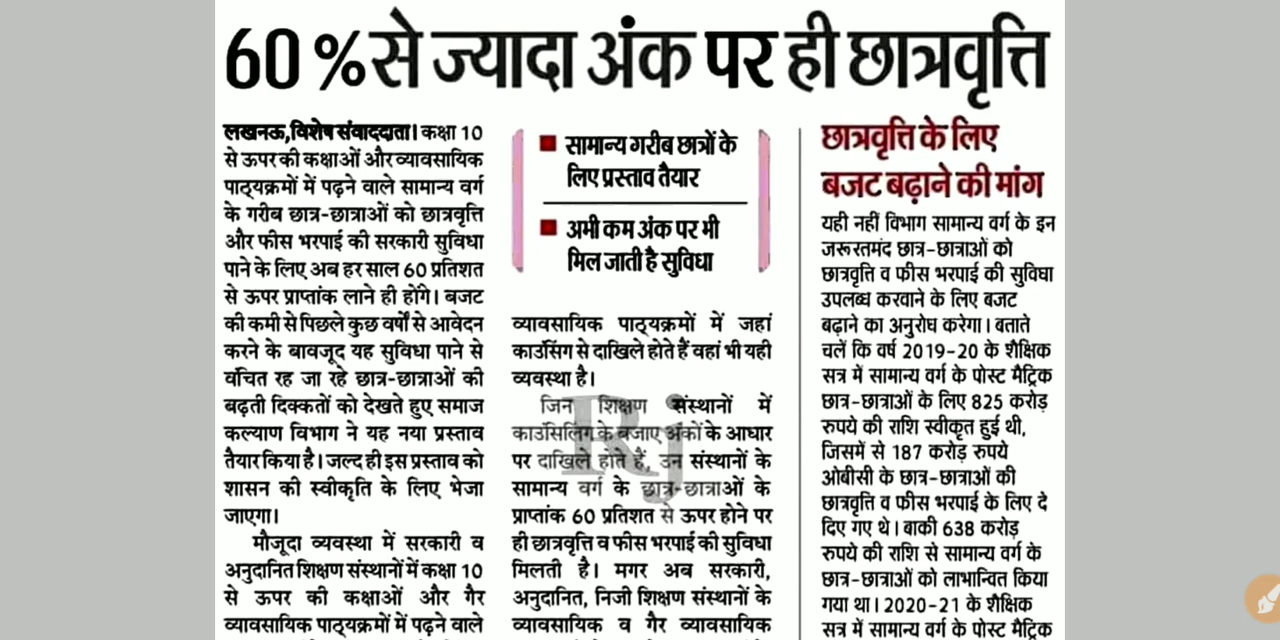 60 % से ज्यादा अंक पर ही छात्रवृत्ति
लखनऊ, विशेष संवाददाता। कक्षा 10
से ऊपर की कक्षाओं और व्यावसायिक
पाठ्यक्रमों में पढ़ने वाले सामान्य वर्ग
के गरीब छात्र-छात्राओं को छात्रवृत्ति
और फीस भरपाई की सरकारी सुविधा
पाने के लिए अब हर साल 60 प्रतिशत
से ऊपर प्राप्तांक लाने ही होंगे। बजट
की कमी से पिछले कुछ वर्षों से आवेदन
करने के बावजूद यह सुविधा पाने से
वंचित रह जा रहे छात्र-छात्राओं की
बढ़ती दिक्कतों को देखते हुए समाज
कल्याण विभाग ने यह नया प्रस्ताव
तैयार किया है। जल्द ही इस प्रस्ताव को
शासन की स्वीकृति के लिए भेजा
जाएगा।
मौजूदा व्यवस्था में सरकारी व
अनुदानित शिक्षण संस्थानों में कक्षा 10
से ऊपर की कक्षाओं और गैर
व्यावसायिक पाठ्यक्रमों में पढ़ने वाले
सामान्य गरीब छात्रों के
लिए प्रस्ताव तैयार
अभी कम अंक पर भी
मिल जाती है सुविधा
व्यावसायिक पाठ्यक्रमों में जहां
काउंसिंग से दाखिले होते हैं वहां भी यही
व्यवस्था है।
जिन शिक्षण संस्थानों में
काउंसिलिंग के बजाए अंकों के आधार
पर दाखिले होते हैं, उन संस्थानों के
सामान्य वर्ग के छात्र-छात्राओं के
प्राप्तांक 60 प्रतिशत से ऊपर होने पर
ही छात्रवृत्ति व फीस भरपाई की सुविधा
मिलती है। मगर अब सरकारी,
अनुदानित, निजी शिक्षण संस्थानों के
व्यावसायिक व गैर व्यावसायिक
Rj
छात्रवृत्ति के लिए
बजट बढ़ाने की मांग
यही नहीं विभाग सामान्य वर्ग के इन
जरूरतमंद छात्र-छात्राओं को
छात्रवृत्ति व फीस भरपाई की सुविधा
उपलब्ध करवाने के लिए बजट
बढ़ाने का अनुरोध करेगा। बताते
चलें कि वर्ष 2019-20 के शैक्षिक
सत्र में सामान्य वर्ग के पोस्ट मैट्रिक
छात्र-छात्राओं के लिए 825 करोड़
रुपये की राशि स्वीकृत हुई थी,
जिसमें से 187 करोड़ रुपये
ओबीसी के छात्र-छात्राओं की
छात्रवृत्ति व फीस भरपाई के लिए दे
दिए गए थे। बाकी 638 करोड़
रुपये की राशि से सामान्य वर्ग के
छात्र-छात्राओं को लाभान्वित किया
गया था। 2020-21 के शैक्षिक
सत्र में सामान्य वर्ग के पोस्ट मैट्रिक